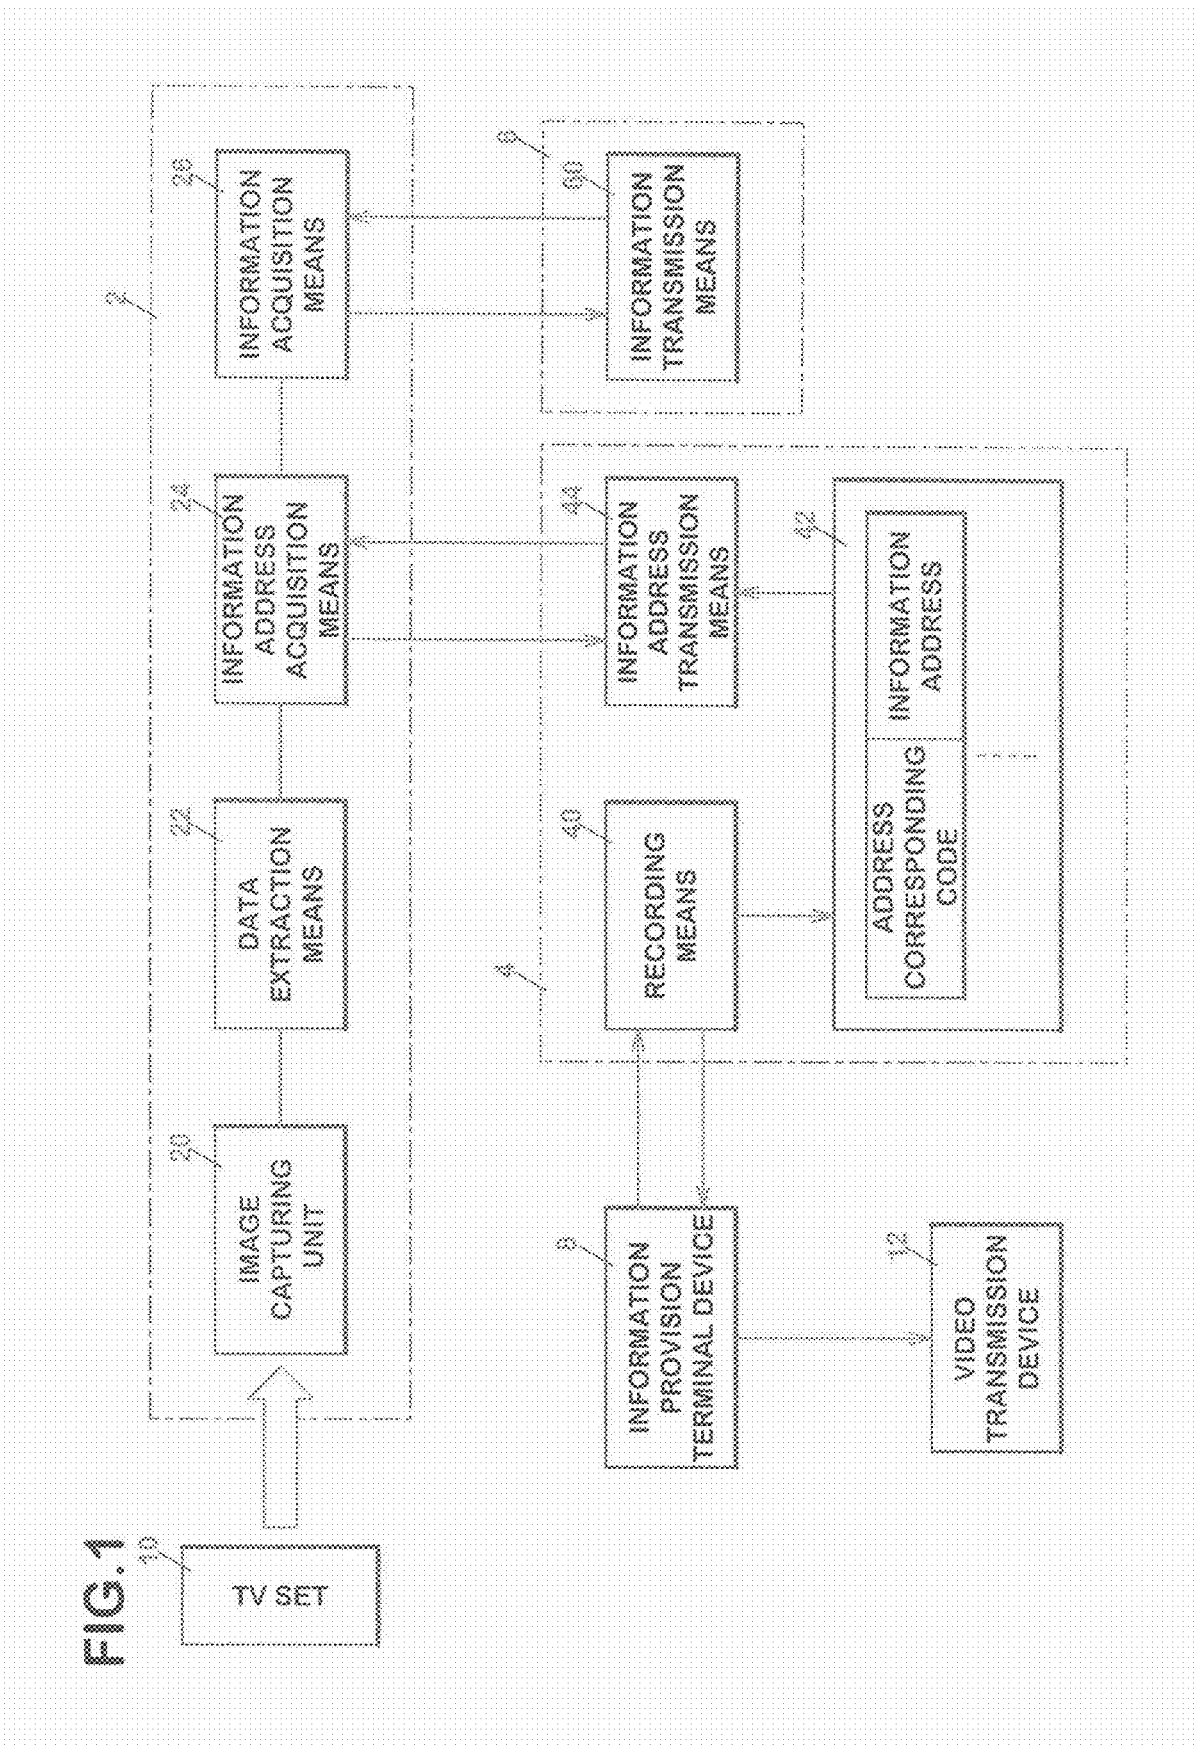 FIG.1
10
TV SET
2
20
IMAGE
CAPTURING
UNIT
22
DATA
EXTRACTION
MEANS
24
INFORMATION
ADDRESS
ACQUISITION
MEANS
26
INFORMATION
ACQUISITION
MEANS
8
INFORMATION
PROVISION
TERMINAL DEVICE
4
40
RECORDING
MEANS
44
INFORMATION
ADDRESS
TRANSMISSION
MEANS
6
60
INFORMATION
TRANSMISSION
MEANS
12
VIDEO
TRANSMISSION
DEVICE
42
ADDRESS
CORRESPONDING
CODE
INFORMATION
ADDRESS